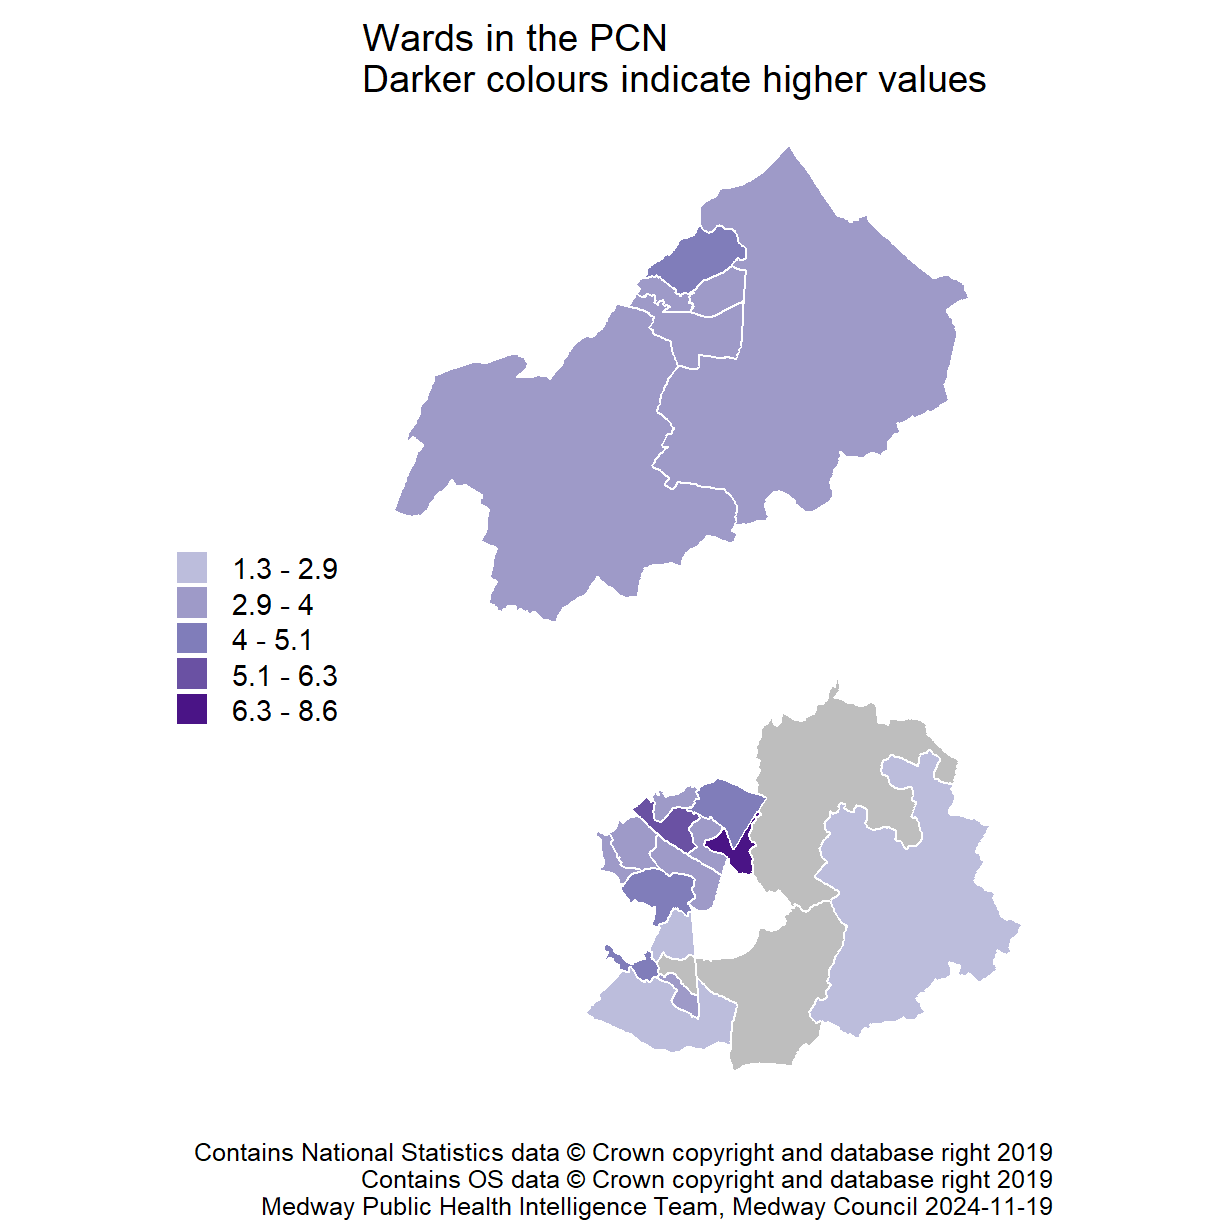 Wards in the PCN
Darker colours indicate higher values
1.3 - 2.9
2.9 - 4
4 - 5.1
5.1 - 6.3
6.3 - 8.6
Contains National Statistics data © Crown copyright and database right 2019
Contains OS data © Crown copyright and database right 2019
Medway Public Health Intelligence Team, Medway Council 2024-11-19